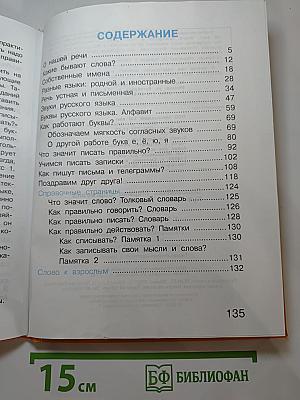 СОДЕРЖАНИЕ
О нашей речи 5
Какие бывают слова? 12
Собственные имена 18
Разные языки: родной и иностранные 28
Речь устная и письменная 34
Звуки русского языка 47
Буквы русского языка. Алфавит 59
Как работают буквы?
Обозначаем мягкость согласных звуков 69
О другой работе букв е, ё, ю, я 80
Что значит писать правильно? 92
Учимся писать записки 102
Как пишут письма и телеграммы? 108
Поздравим друг друга! 118
Справочные страницы 124
Что значит слово? Толковый словарь 125
Как правильно говорить? Словарь 126
Как правильно писать? Словарь 128
Как правильно действовать? Памятки 130
Как списывать? Памятка 1 130
Как записывать свои мысли и слова?
Памятка 2 131
Слово к взрослым 132
135
15 см
БФ БИБЛИОФАН